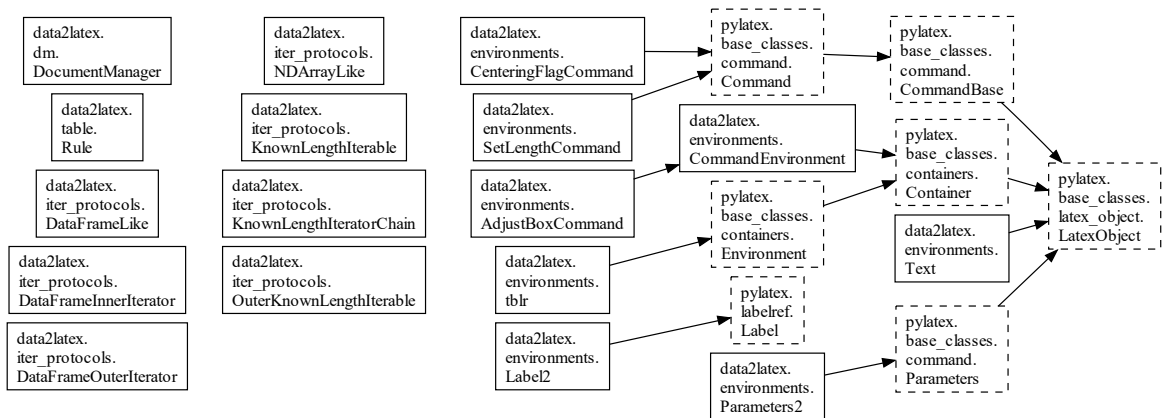 data2latex.
dm.
DocumentManager
data2latex.
table.
Rule
data2latex.
iter_protocols.
DataFrameLike
data2latex.
iter_protocols.
DataFrameInnerIterator
data2latex.
iter_protocols.
DataFrameOuterIterator
data2latex.
iter_protocols.
NDArrayLike
data2latex.
iter_protocols.
KnownLengthIterable
data2latex.
iter_protocols.
KnownLengthIteratorChain
data2latex.
iter_protocols.
OuterKnownLengthIterable
data2latex.
environments.
CenteringFlagCommand
data2latex.
environments.
SetLengthCommand
data2latex.
environments.
AdjustBoxCommand
data2latex.
environments.
tblr
data2latex.
environments.
Label2
pylatex.
base_classes.
command.
Command
data2latex.
environments.
CommandEnvironment
pylatex.
base_classes.
containers.
Environment
pylatex.
labelref.
Label
data2latex.
environments.
Parameters2
pylatex.
base_classes.
command.
CommandBase
pylatex.
base_classes.
containers.
Container
data2latex.
environments.
Text
pylatex.
base_classes.
command.
Parameters
pylatex.
base_classes.
latex_object.
LatexObject